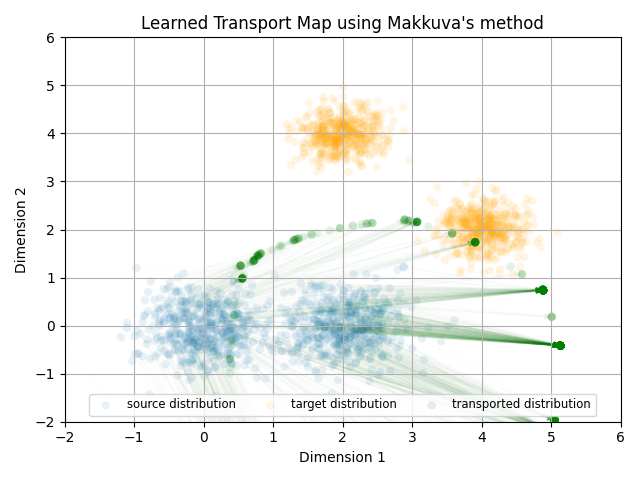 Learned Transport Map using Makkuva's method
6
5
4
3
2
1
0
−1
−2
Dimension 2
source distribution target distribution transported distribution
−2 −1 0 1 2 3 4 5 6
Dimension 1